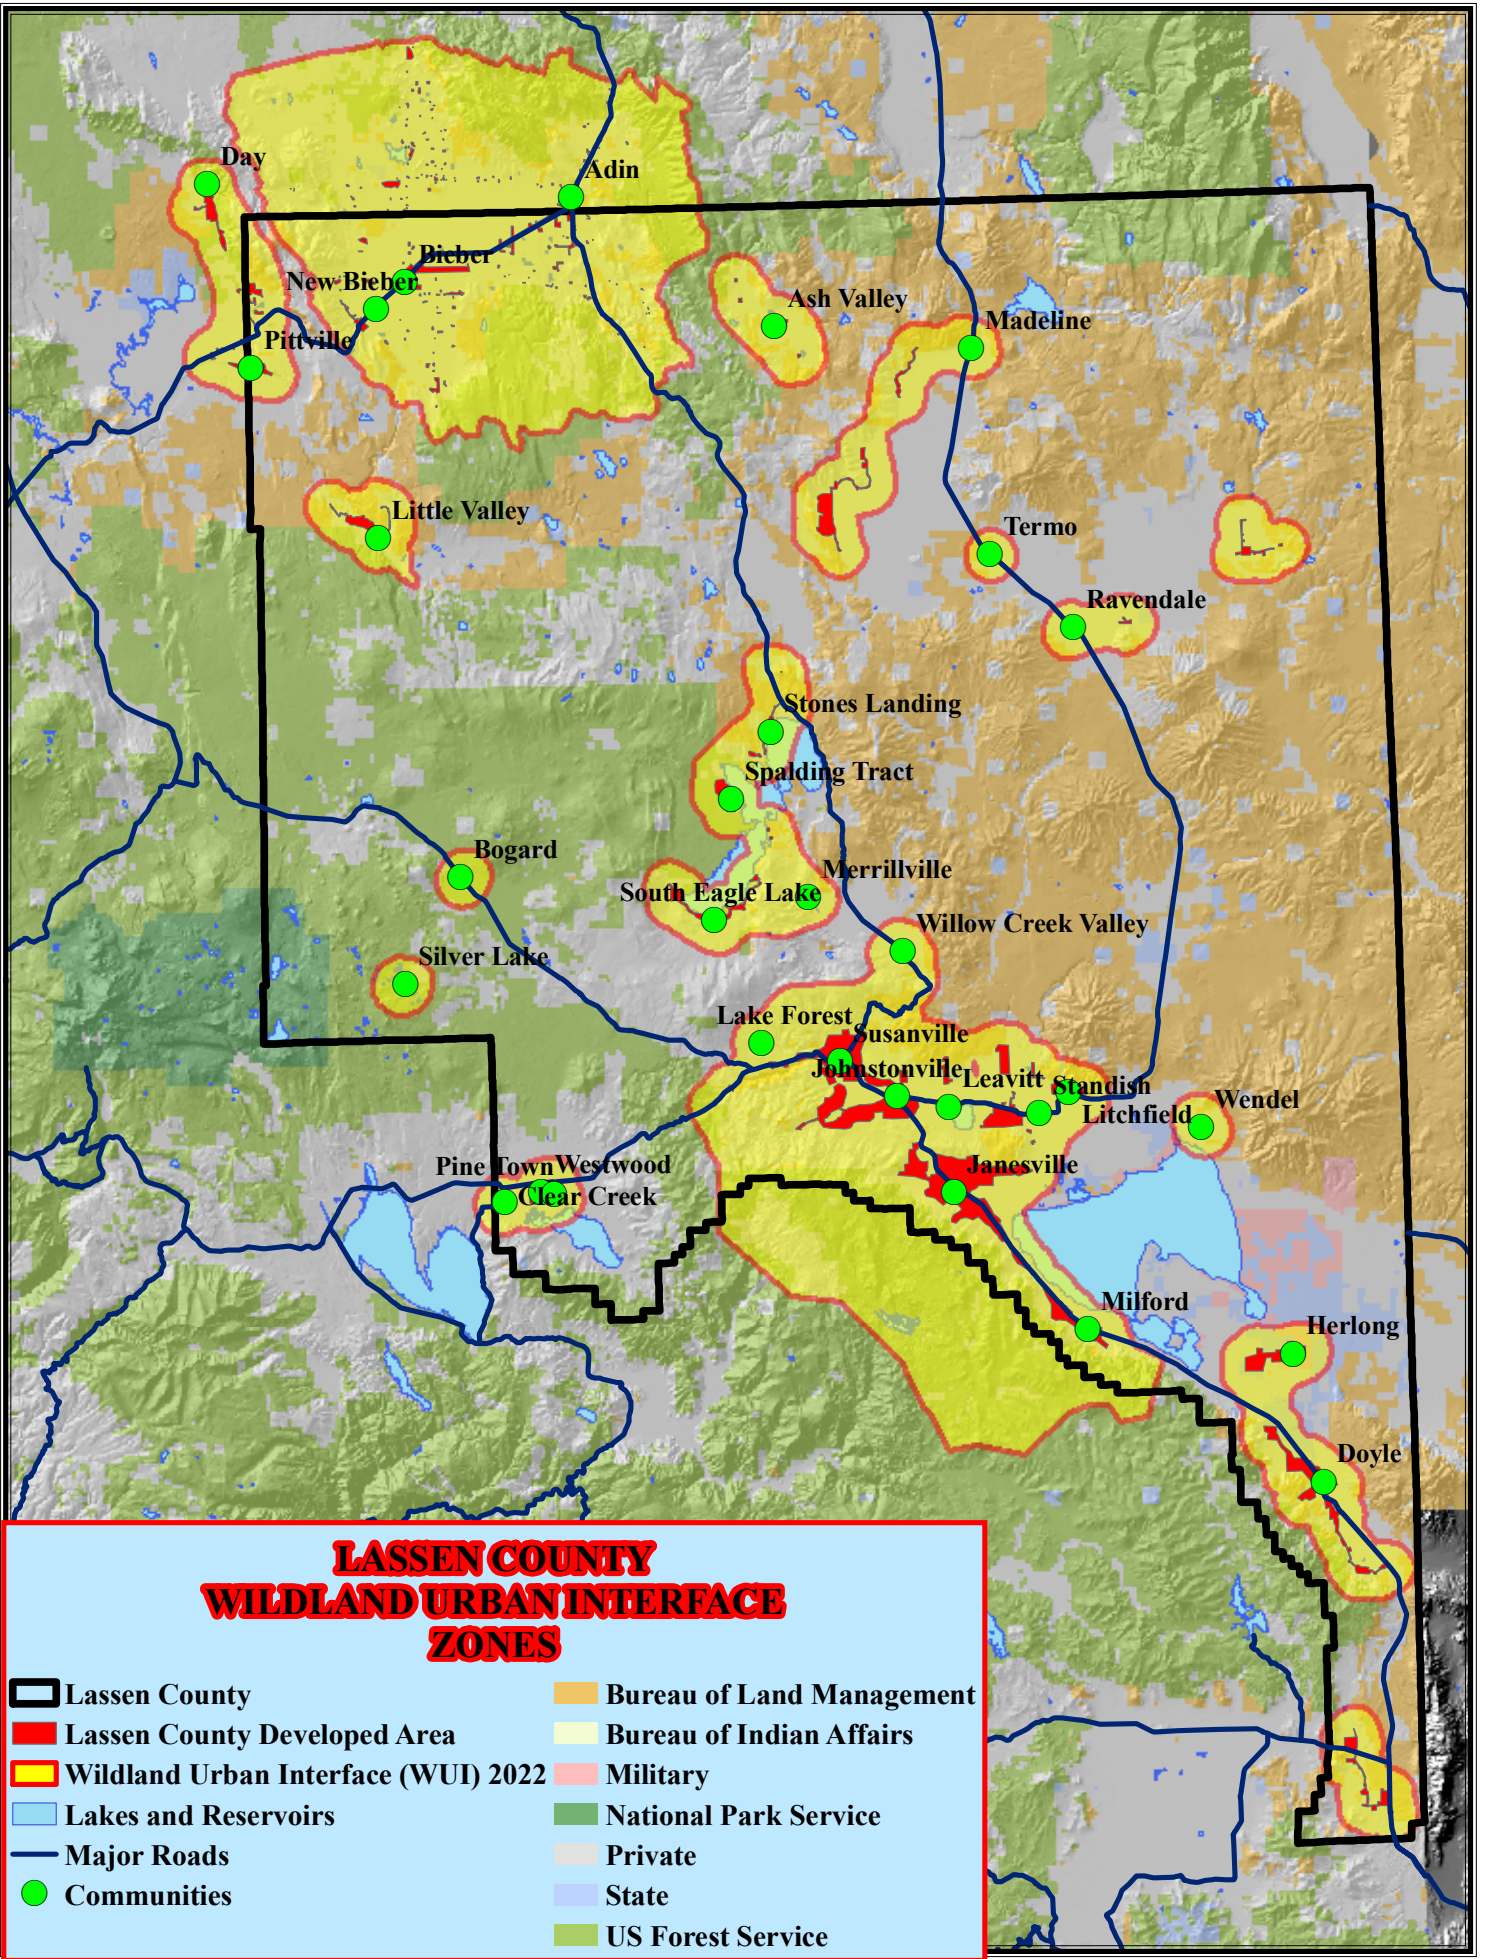 Day
Adin
Bieber
New Bieber
Ash Valley
Madeline
Pittville
Little Valley
Termo
Ravendale
Stones Landing
Spalding Tract
Bogard
Merrillville
South Eagle Lake
Willow Creek Valley
Silver Lake
Lake Forest
Susanville
Johnstonville
Leavitt
Standish
Litchfield
Wendel
Pine Town
Westwood
Janesville
Clear Creek
Milford
Herlong
Doyle
LASSEN COUNTY
WILDLAND URBAN INTERFACE
ZONES
Lassen County
Lassen County Developed Area
Wildland Urban Interface (WUI) 2022
Lakes and Reservoirs
Major Roads
Communities
Bureau of Land Management
Bureau of Indian Affairs
Military
National Park Service
Private
State
US Forest Service